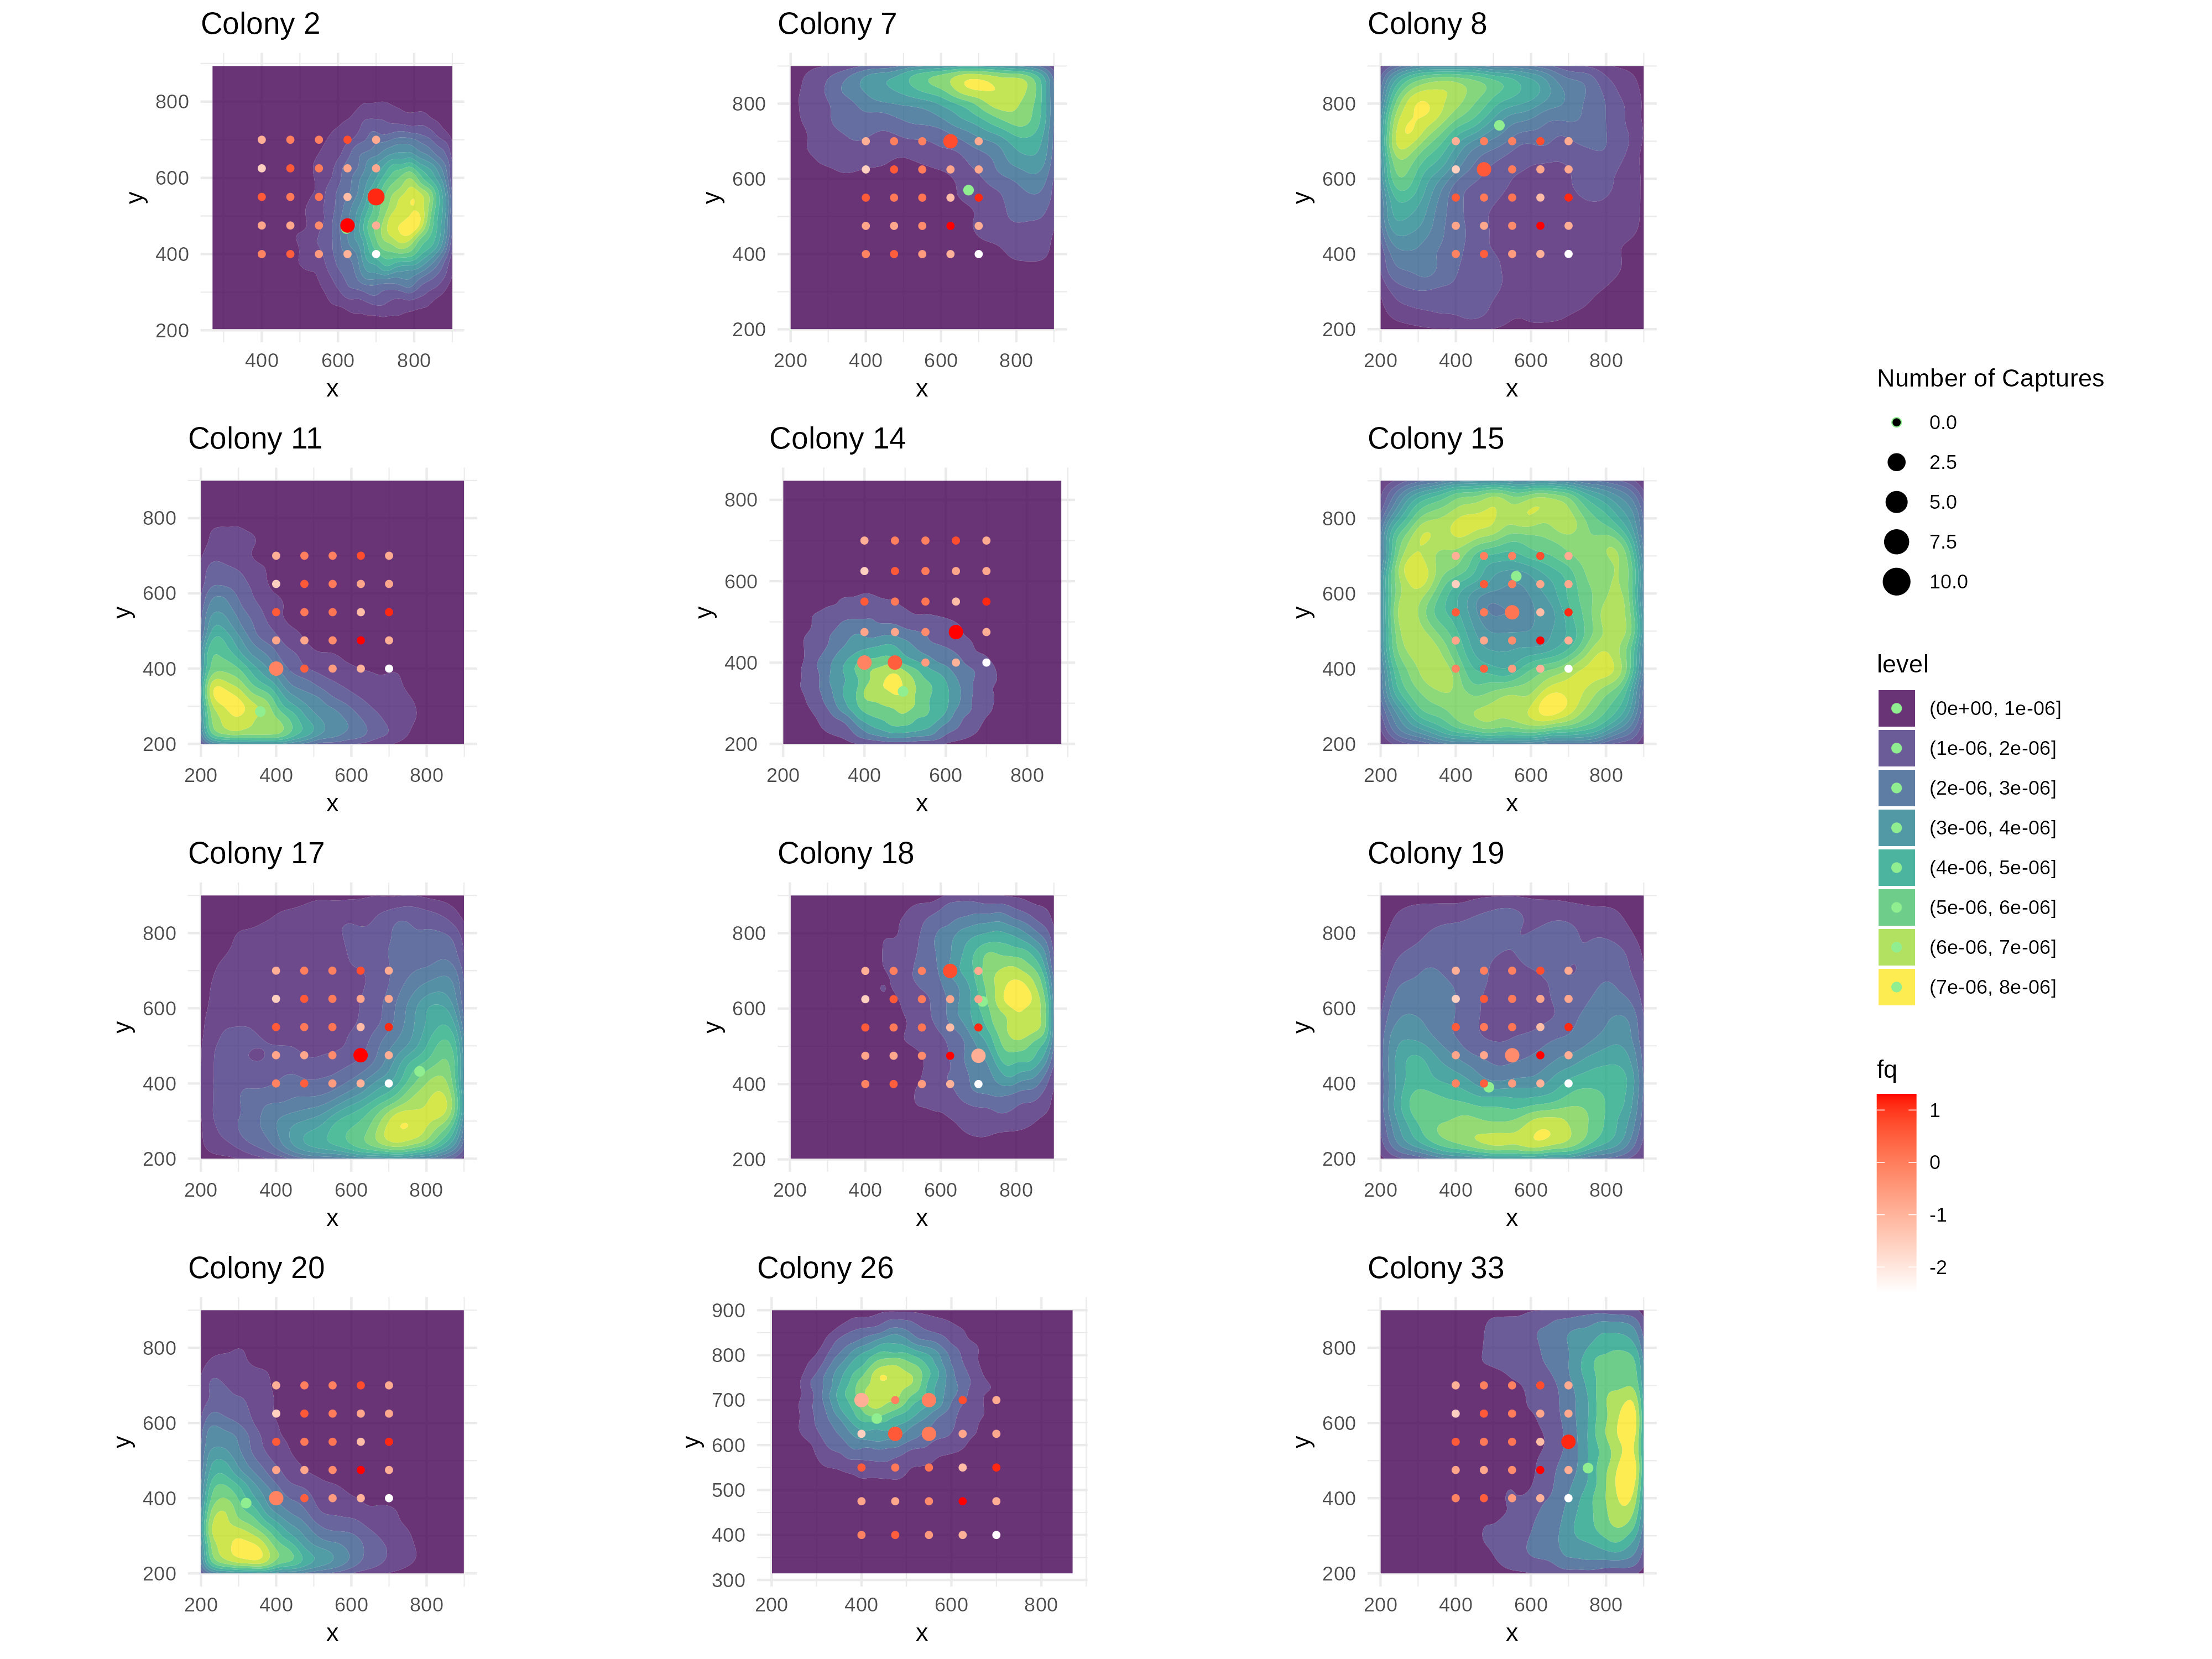 Colony 2
800
600
400
200
y
400 600 800
x
Colony 7
800
600
400
200
y
200 400 600 800
x
Colony 8
800
600
400
200
y
200 400 600 800
x
Colony 11
800
600
400
200
y
200 400 600 800
x
Colony 14
800
600
400
200
y
200 400 600 800
x
Colony 15
800
600
400
200
y
200 400 600 800
x
Colony 17
800
600
400
200
y
200 400 600 800
x
Colony 18
800
600
400
200
y
200 400 600 800
x
Colony 19
800
600
400
200
y
200 400 600 800
x
Colony 20
800
600
400
200
y
200 400 600 800
x
Colony 26
900
800
700
600
500
400
300
y
200 400 600 800
x
Colony 33
800
600
400
200
y
200 400 600 800
x
Number of Captures
0.0
2.5
5.0
7.5
10.0
level
(0e+00, 1e-06]
(1e-06, 2e-06]
(2e-06, 3e-06]
(3e-06, 4e-06]
(4e-06, 5e-06]
(5e-06, 6e-06]
(6e-06, 7e-06]
(7e-06, 8e-06]
fq
1
0
-1
-2